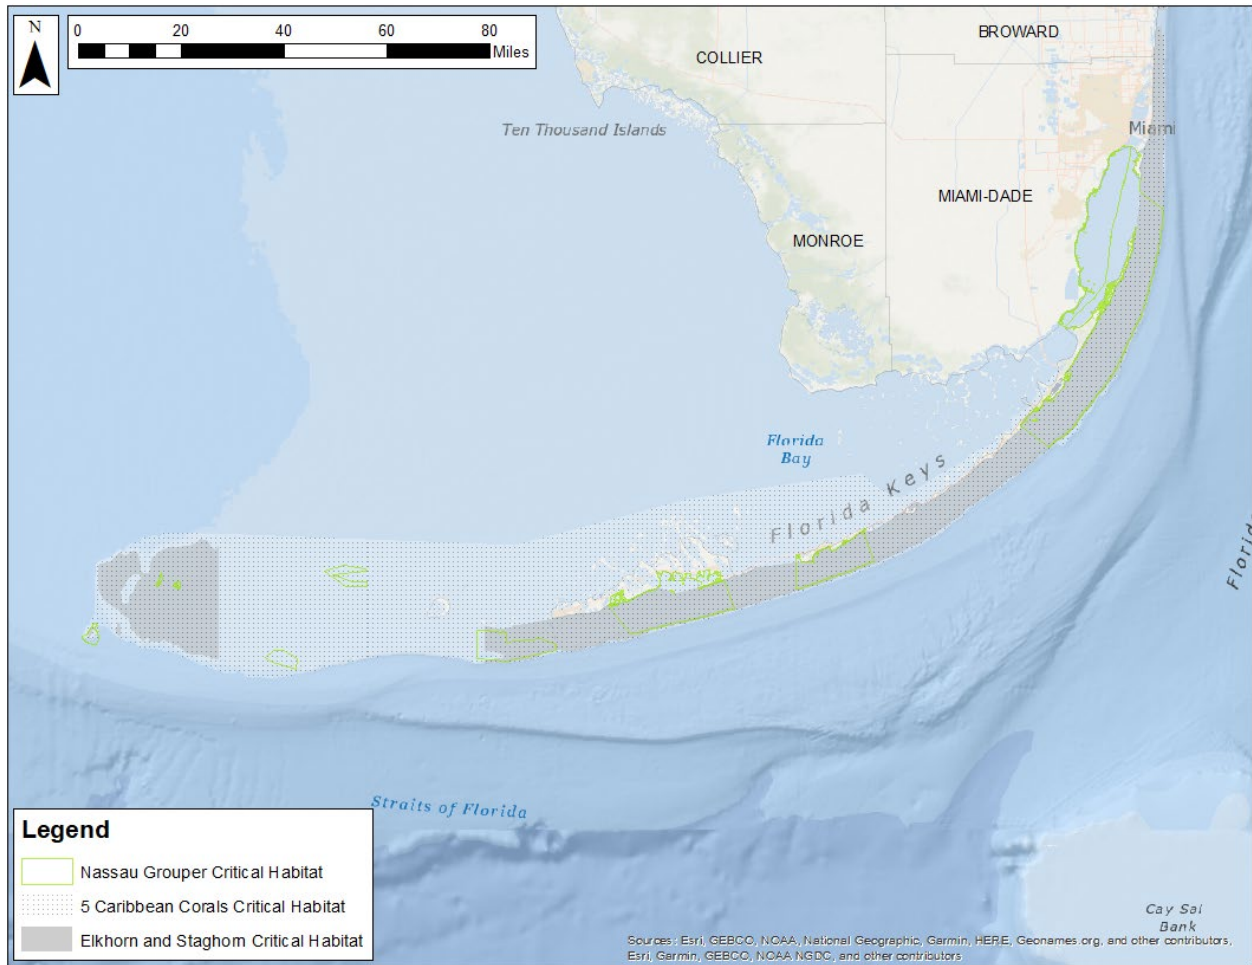 N
0 20 40 60 80
Miles
BROWARD
COLLIER
Ten Thousand Islands
Miami
MIAMI-DADE
MONROE
Florida
Bay
Florida Keys
Florida
Straits of Florida
Legend
Nassau Grouper Critical Habitat
5 Caribbean Corals Critical Habitat
Elkhorn and Staghorn Critical Habitat
Cay Sal
Bank
Sources: Esri, GEBCO, NOAA, National Geographic, Garmin, HERE, Geonames.org, and other contributors,
Esri, Garmin, GEBCO, NOAA NGDC, and other contributors